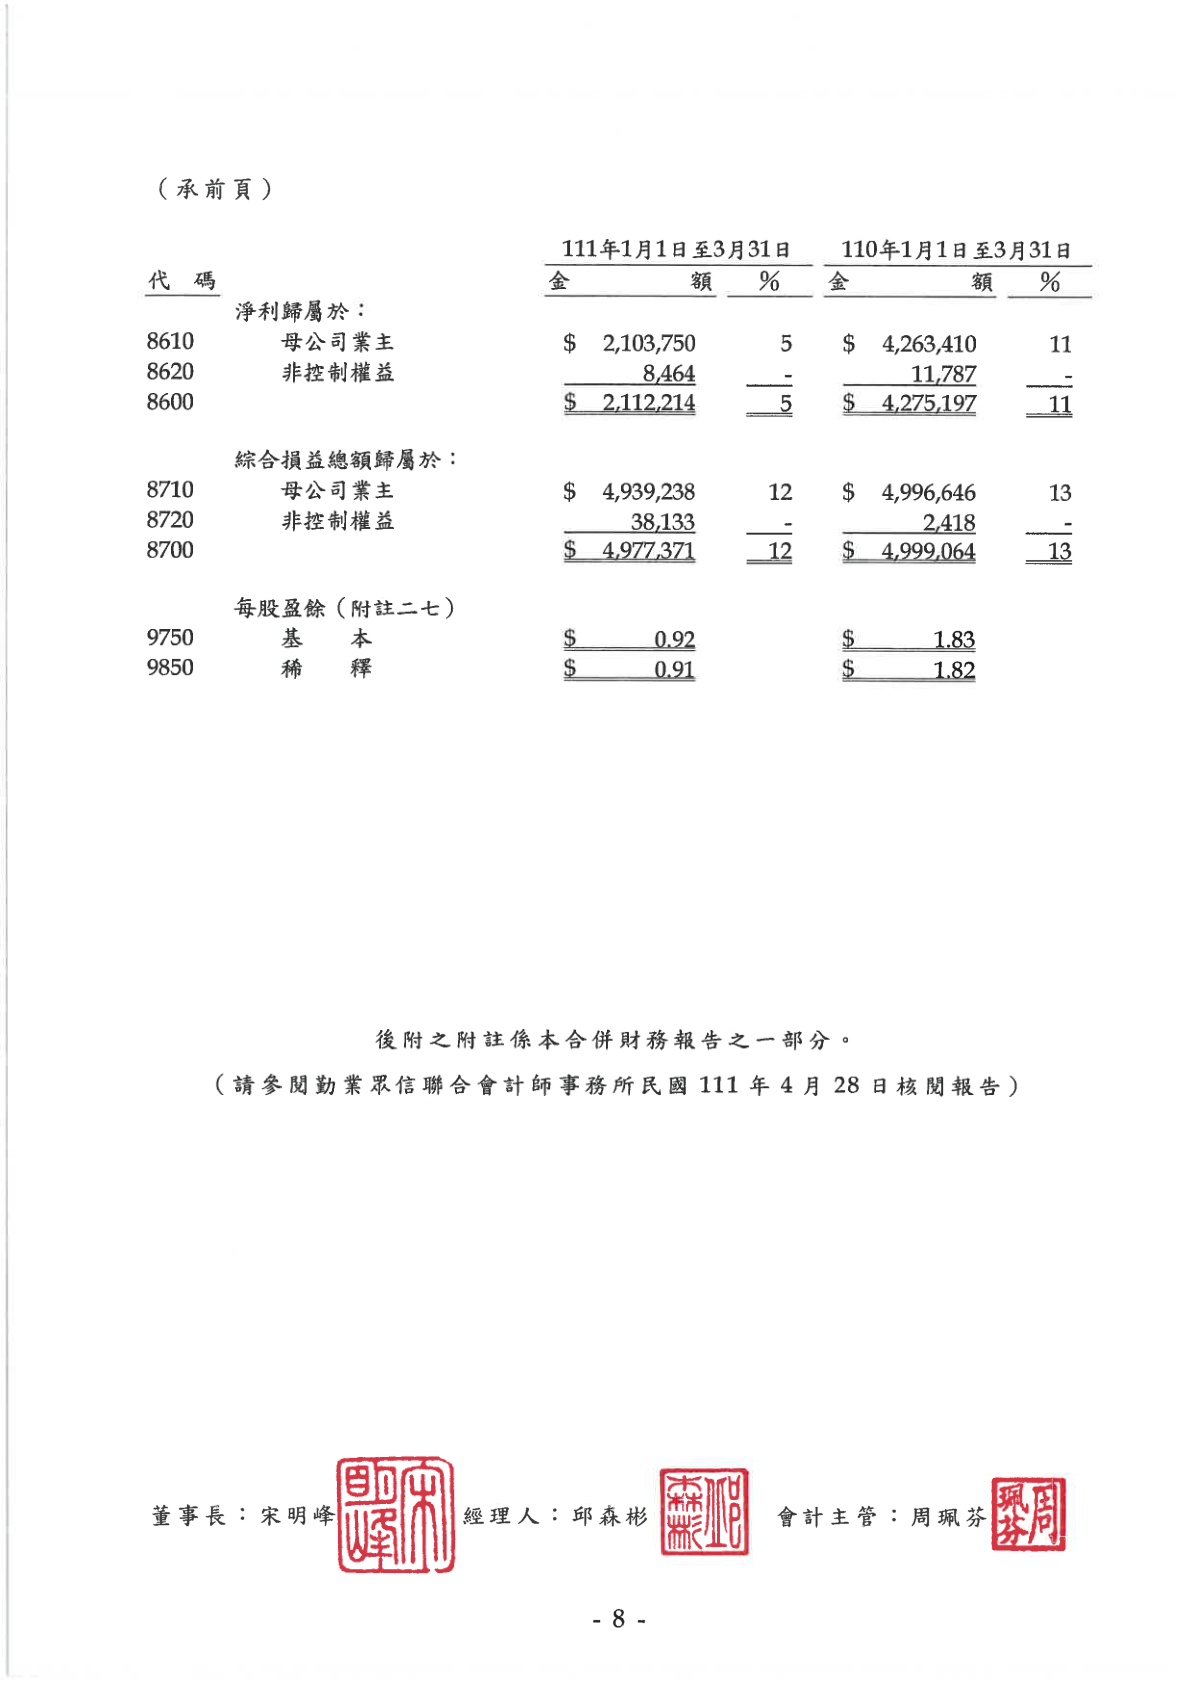 （承前頁）
111年1月1日至3月31日 110年1月1日至3月31日
代 碼 金 額 % 金 額 %
淨利歸屬於：
8610 母公司業主 $ 2,103,750 5 $ 4,263,410 11
8620 非控制權益 8,464 - 11,787 -
8600 $ 2,112,214 5 $ 4,275,197 11
綜合損益總額歸屬於：
8710 母公司業主 $ 4,939,238 12 $ 4,996,646 13
8720 非控制權益 38,133 - 2,418 -
8700 $ 4,977,371 12 $ 4,999,064 13
每股盈餘（附註二七）
9750 基 本 $ 0.92 $ 1.83
9850 稀 釋 $ 0.91 $ 1.82
後附之附註係本合併財務報告之一部分。
（請參閱勤業眾信聯合會計師事務所民國 111 年 4 月 28 日核閱報告）
董事長：宋明峰 宋明峰 經理人：邱森彬 邱森彬 會計主管：周珮芬 周珮芬
- 8 -